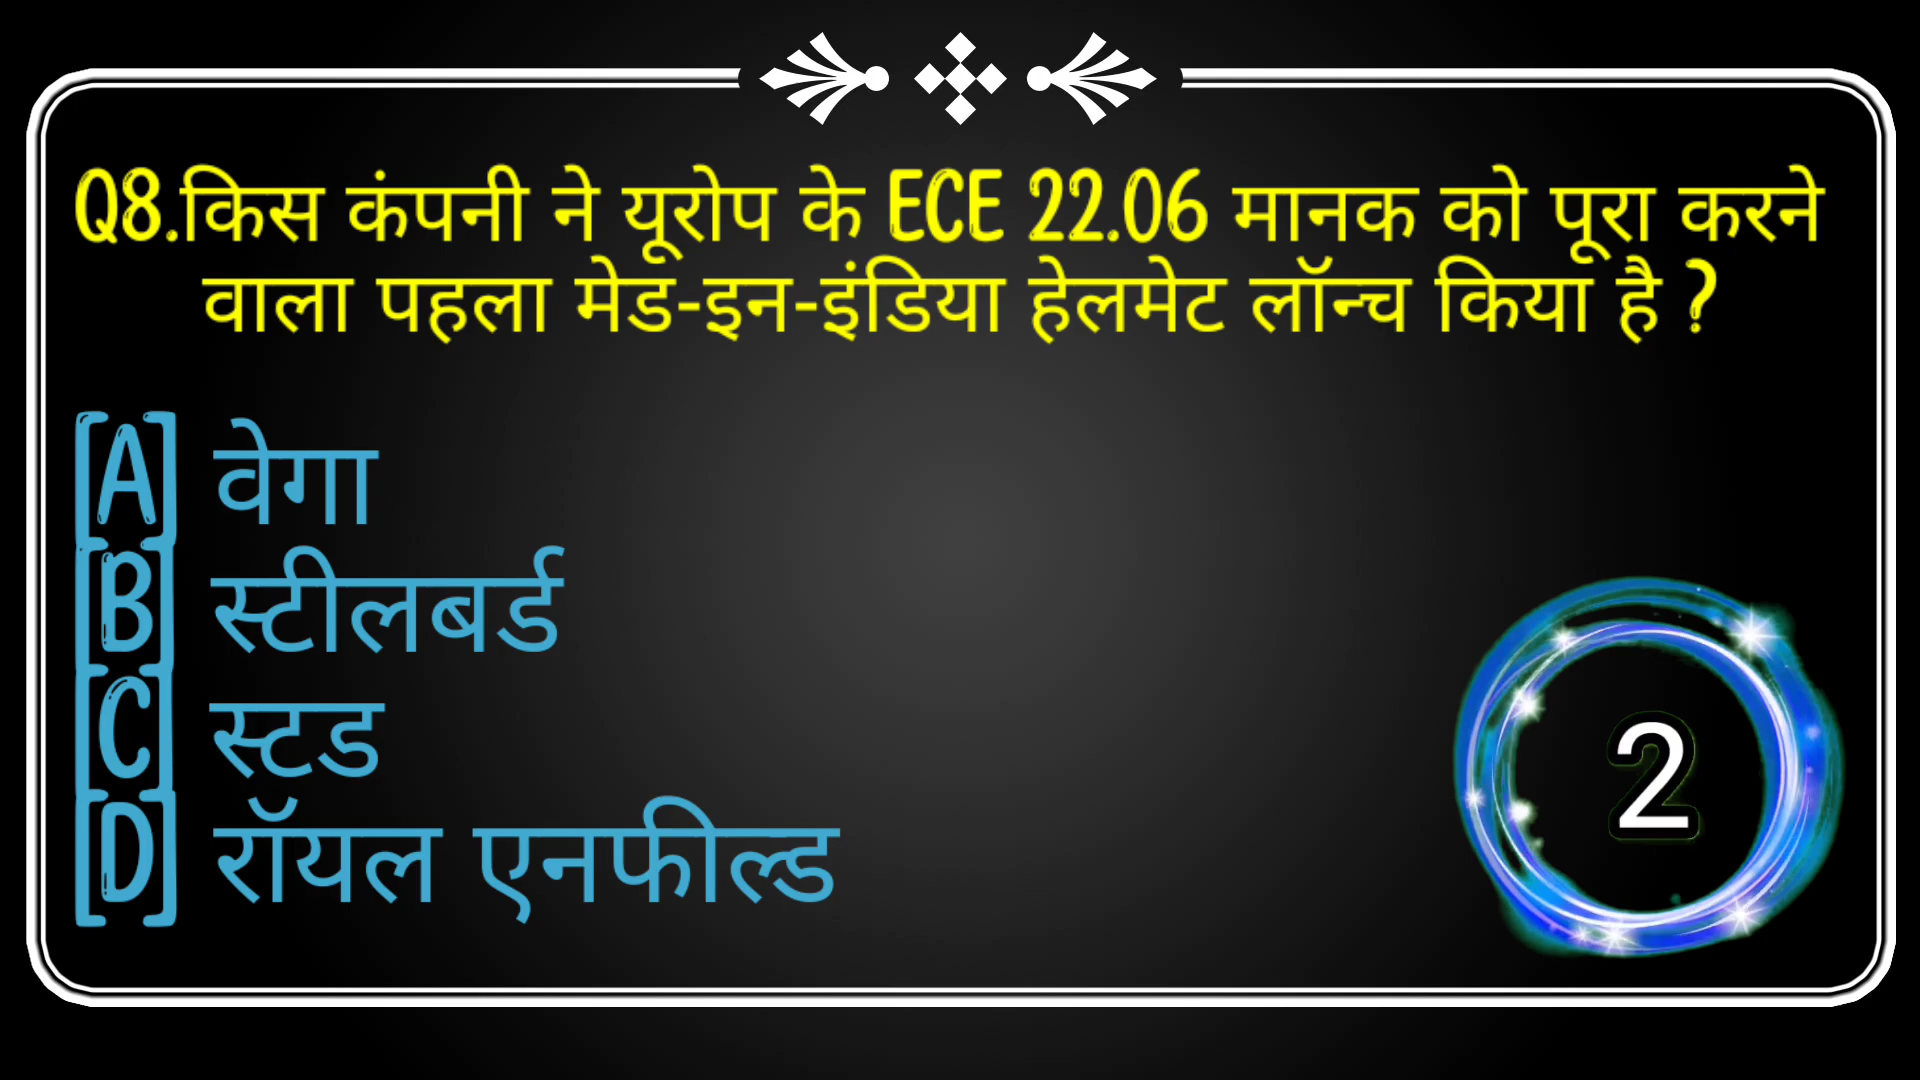 Q8.किस कंपनी ने यूरोप के ECE 22.06 मानक को पूरा करने
वाला पहला मेड-इन-इंडिया हेलमेट लॉन्च किया है ?
[A] वेगा
[B] स्टीलबर्ड
[C] स्टड
[D] रॉयल एनफील्ड
2